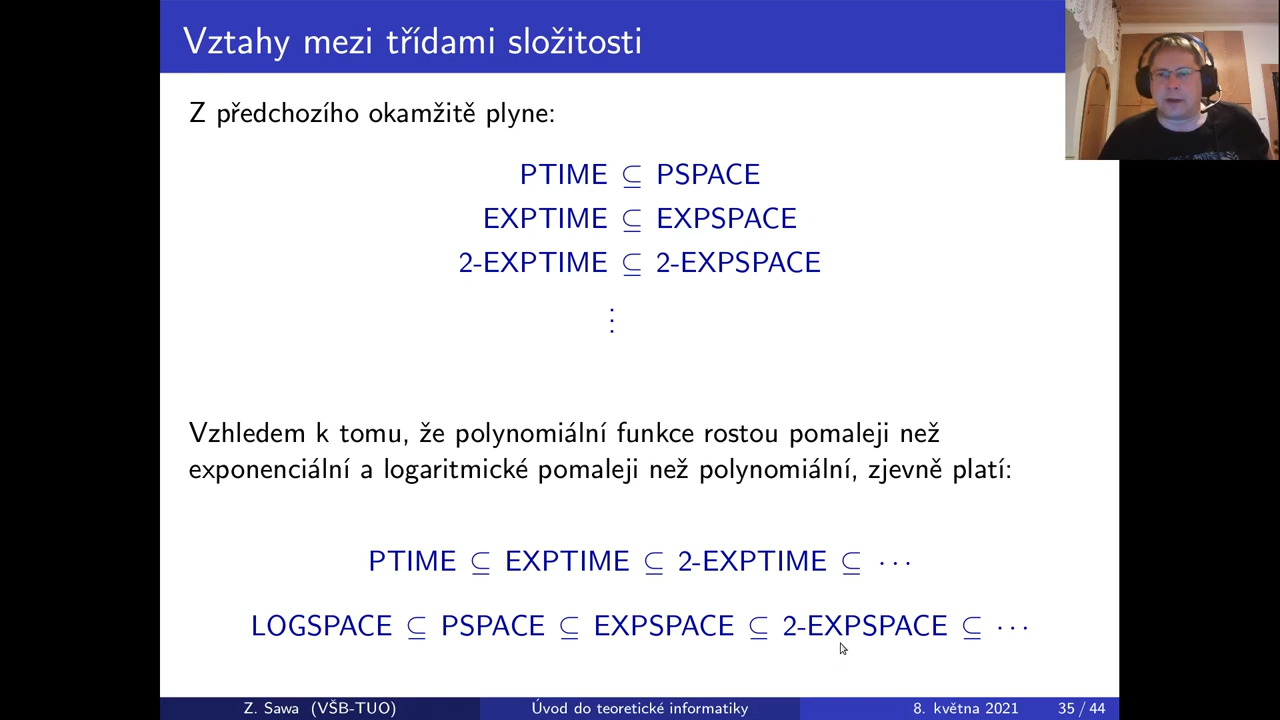 Vztahy mezi třídami složitosti
Z předchozího okamžitě plyne:
PTIME ⊆ PSPACE
EXPTIME ⊆ EXPSPACE
2-EXPTIME ⊆ 2-EXPSPACE
⋮
Vzhledem k tomu, že polynomiální funkce rostou pomaleji než
exponenciální a logaritmické pomaleji než polynomiální, zjevně platí:
PTIME ⊆ EXPTIME ⊆ 2-EXPTIME ⊆ ⋯
LOGSPACE ⊆ PSPACE ⊆ EXPSPACE ⊆ 2-EXPSPACE ⊆ ⋯
Z. Sawa (VŠB-TUO) Úvod do teoretické informatiky 8. května 2021 35 / 44